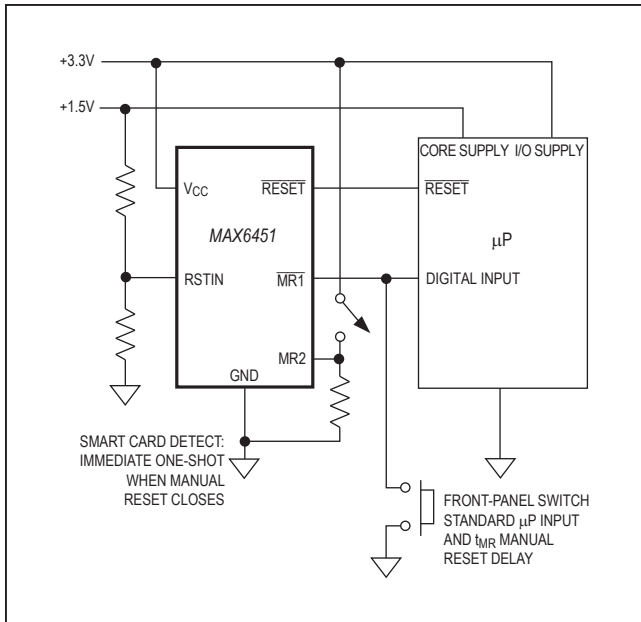 +3.3V
+1.5V
CORE SUPPLY I/O SUPPLY
VCC
RESET
RESET
MAX6451
μP
RSTIN
MR1
DIGITAL INPUT
MR2
GND
SMART CARD DETECT:
IMMEDIATE ONE-SHOT
WHEN MANUAL
RESET CLOSES
FRONT-PANEL SWITCH
STANDARD μP INPUT
AND tMR MANUAL
RESET DELAY